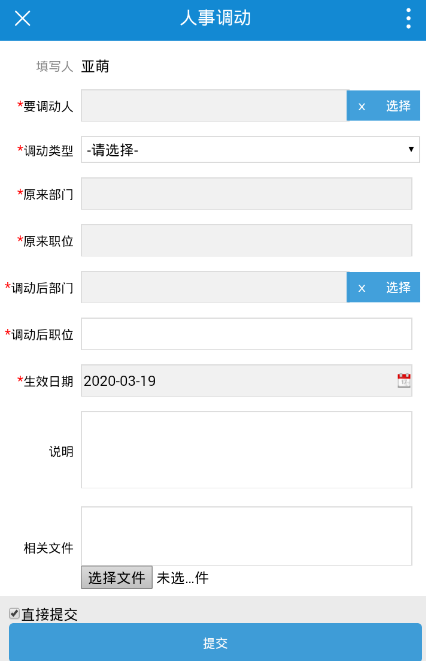 人事调动
填写人 亚萌
*要调动人 x 选择
*调动类型 -请选择-
*原来部门
*原来职位
*调动后部门 x 选择
*调动后职位
*生效日期 2020-03-19
说明
相关文件
选择文件 未选...件
直接提交
提交